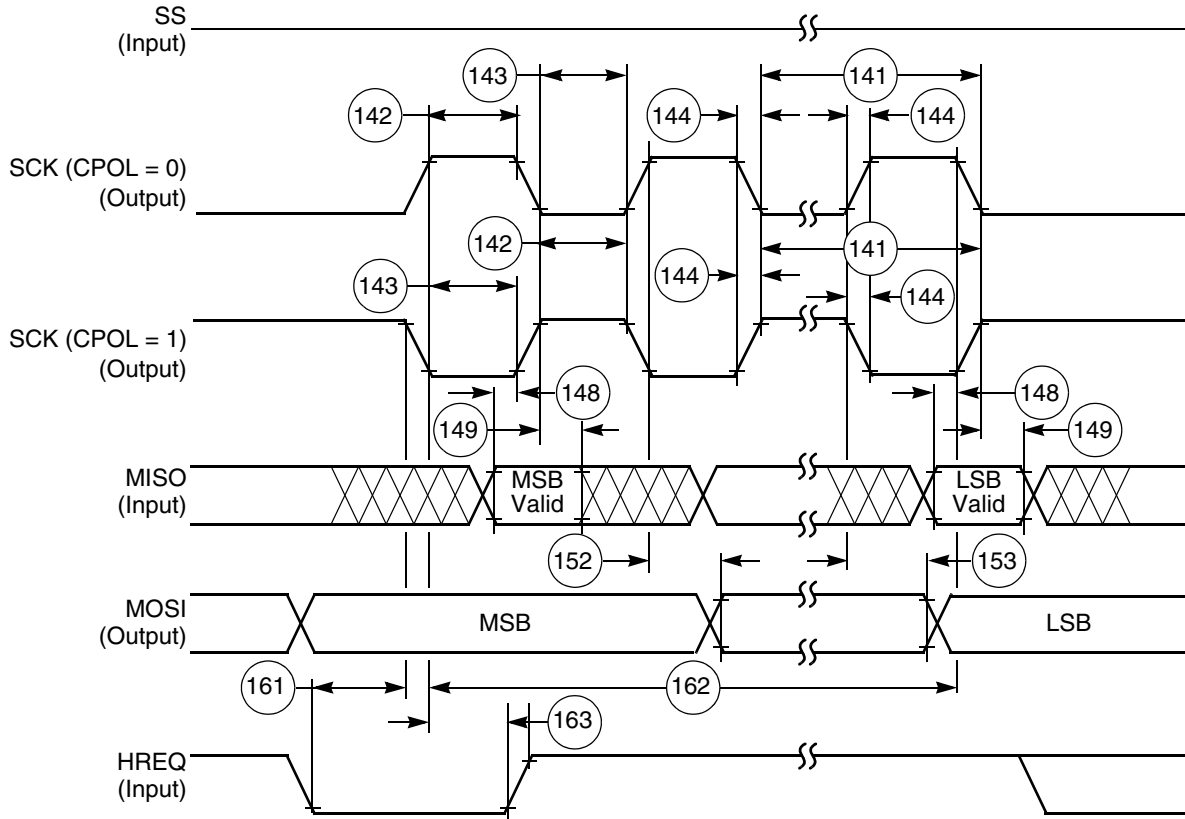 SS
(Input)
143
141
142
144
144
SCK (CPOL = 0)
(Output)
142
141
143
144
144
SCK (CPOL = 1)
(Output)
148
148
149
149
MISO
(Input)
MSB
Valid
LSB
Valid
152
153
MOSI
(Output)
MSB
LSB
161
162
163
HREQ
(Input)